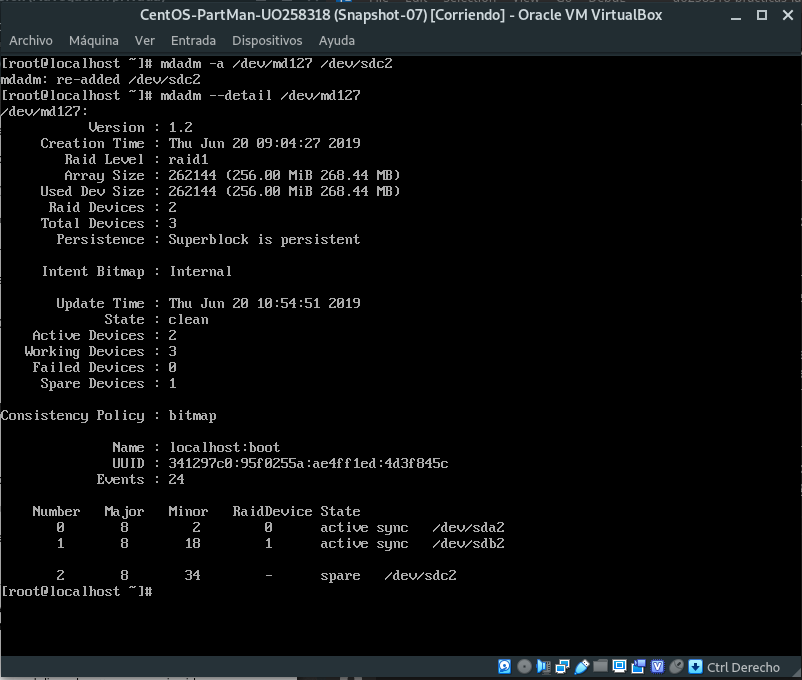 CentOS-PartMan-UO258318 (Snapshot-07) [Corriendo] - Oracle VM VirtualBox
Archivo Máquina Ver Entrada Dispositivos Ayuda
[root@localhost ~]# mdadm -a /dev/md127 /dev/sdc2
mdadm: re-added /dev/sdc2
[root@localhost ~]# mdadm --detail /dev/md127
/dev/md127:
Version : 1.2
Creation Time : Thu Jun 20 09:04:27 2019
Raid Level : raid1
Array Size : 262144 (256.00 MiB 268.44 MB)
Used Dev Size : 262144 (256.00 MiB 268.44 MB)
Raid Devices : 2
Total Devices : 3
Persistence : Superblock is persistent
Intent Bitmap : Internal
Update Time : Thu Jun 20 10:54:51 2019
State : clean
Active Devices : 2
Working Devices : 3
Failed Devices : 0
Spare Devices : 1
Consistency Policy : bitmap
Name : localhost:boot
UUID : 341297c0:95f0255a:ae4ff1ed:4d3f845c
Events : 24
Number Major Minor RaidDevice State
0 8 2 0 active sync /dev/sda2
1 8 18 1 active sync /dev/sdb2
2 8 34 - spare /dev/sdc2
[root@localhost ~]#
Ctrl Derecho